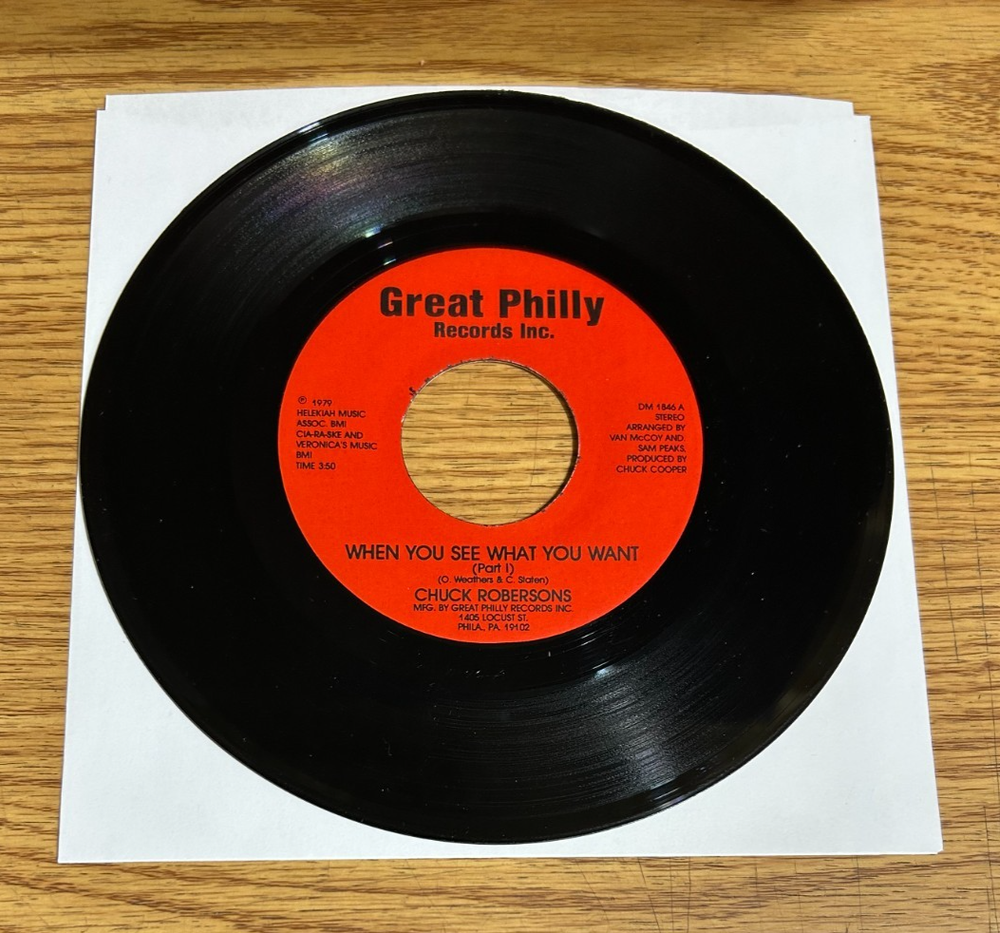 Great Philly
Records Inc.
℗ 1979
HELEKIAH MUSIC
ASSOC. BMI
CIA-RA-SKE AND
VERONICA'S MUSIC
BMI
TIME 3:50
DM 1846 A
STEREO
ARRANGED BY
VAN McCOY AND
SAM PEAKS,
PRODUCED BY
CHUCK COOPER
WHEN YOU SEE WHAT YOU WANT
(Part I)
(O. Weathers & C. Staten)
CHUCK ROBERSONS
MFG. BY GREAT PHILLY RECORDS INC.
1405 LOCUST ST.
PHILA., PA. 19102